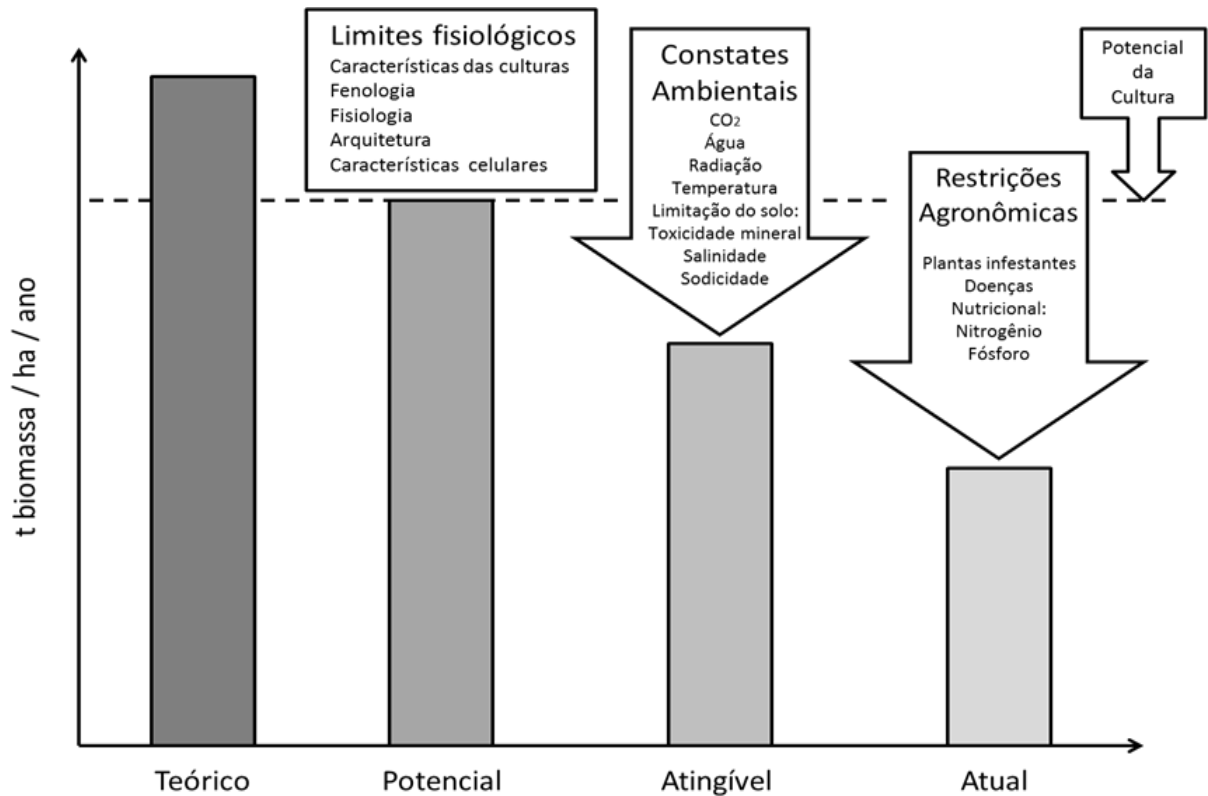 Limites fisiológicos
Características das culturas
Fenologia
Fisiologia
Arquitetura
Características celulares
Constates
Ambientais
CO₂
Água
Radiação
Temperatura
Limitação do solo:
Toxicidade mineral
Salinidade
Sodicidade
Potencial
da
Cultura
Restrições
Agronômicas
Plantas infestantes
Doenças
Nutricional:
Nitrogênio
Fósforo
t biomassa / ha / ano
Teórico
Potencial
Atingível
Atual